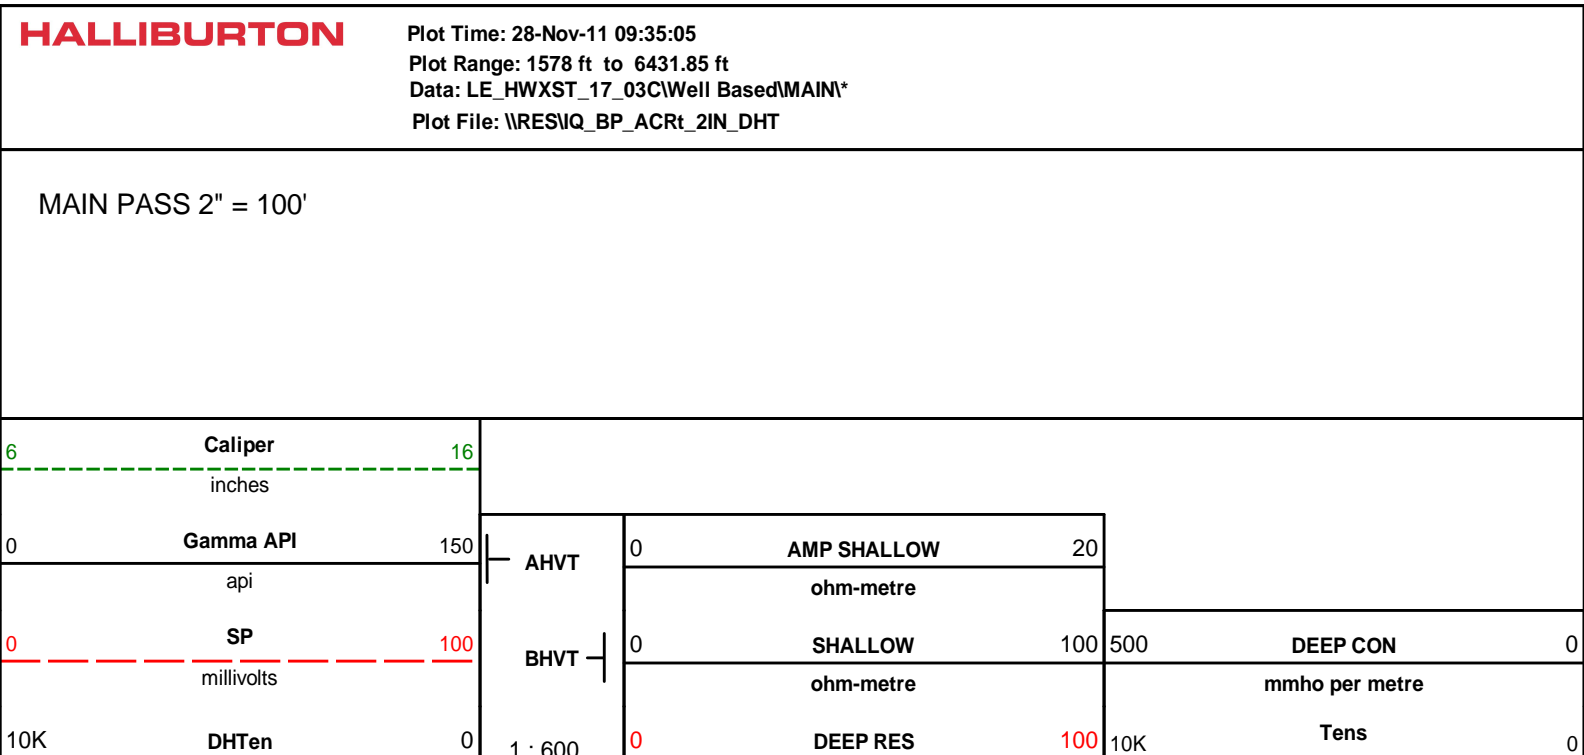 HALLIBURTON
Plot Time: 28-Nov-11 09:35:05
Plot Range: 1578 ft to 6431.85 ft
Data: LE_HWXST_17_03C\Well Based\MAIN\*
Plot File: \\RES\IQ_BP_ACRt_2IN_DHT
MAIN PASS 2" = 100'
6 Caliper 16
inches
0 Gamma API 150
api
0 SP 100
millivolts
10K DHTen 0
AHVT
BHVT
1 : 600
0 AMP SHALLOW 20
ohm-metre
0 SHALLOW 100
ohm-metre
0 DEEP RES 100
500 DEEP CON 0
mmho per metre
10K Tens 0